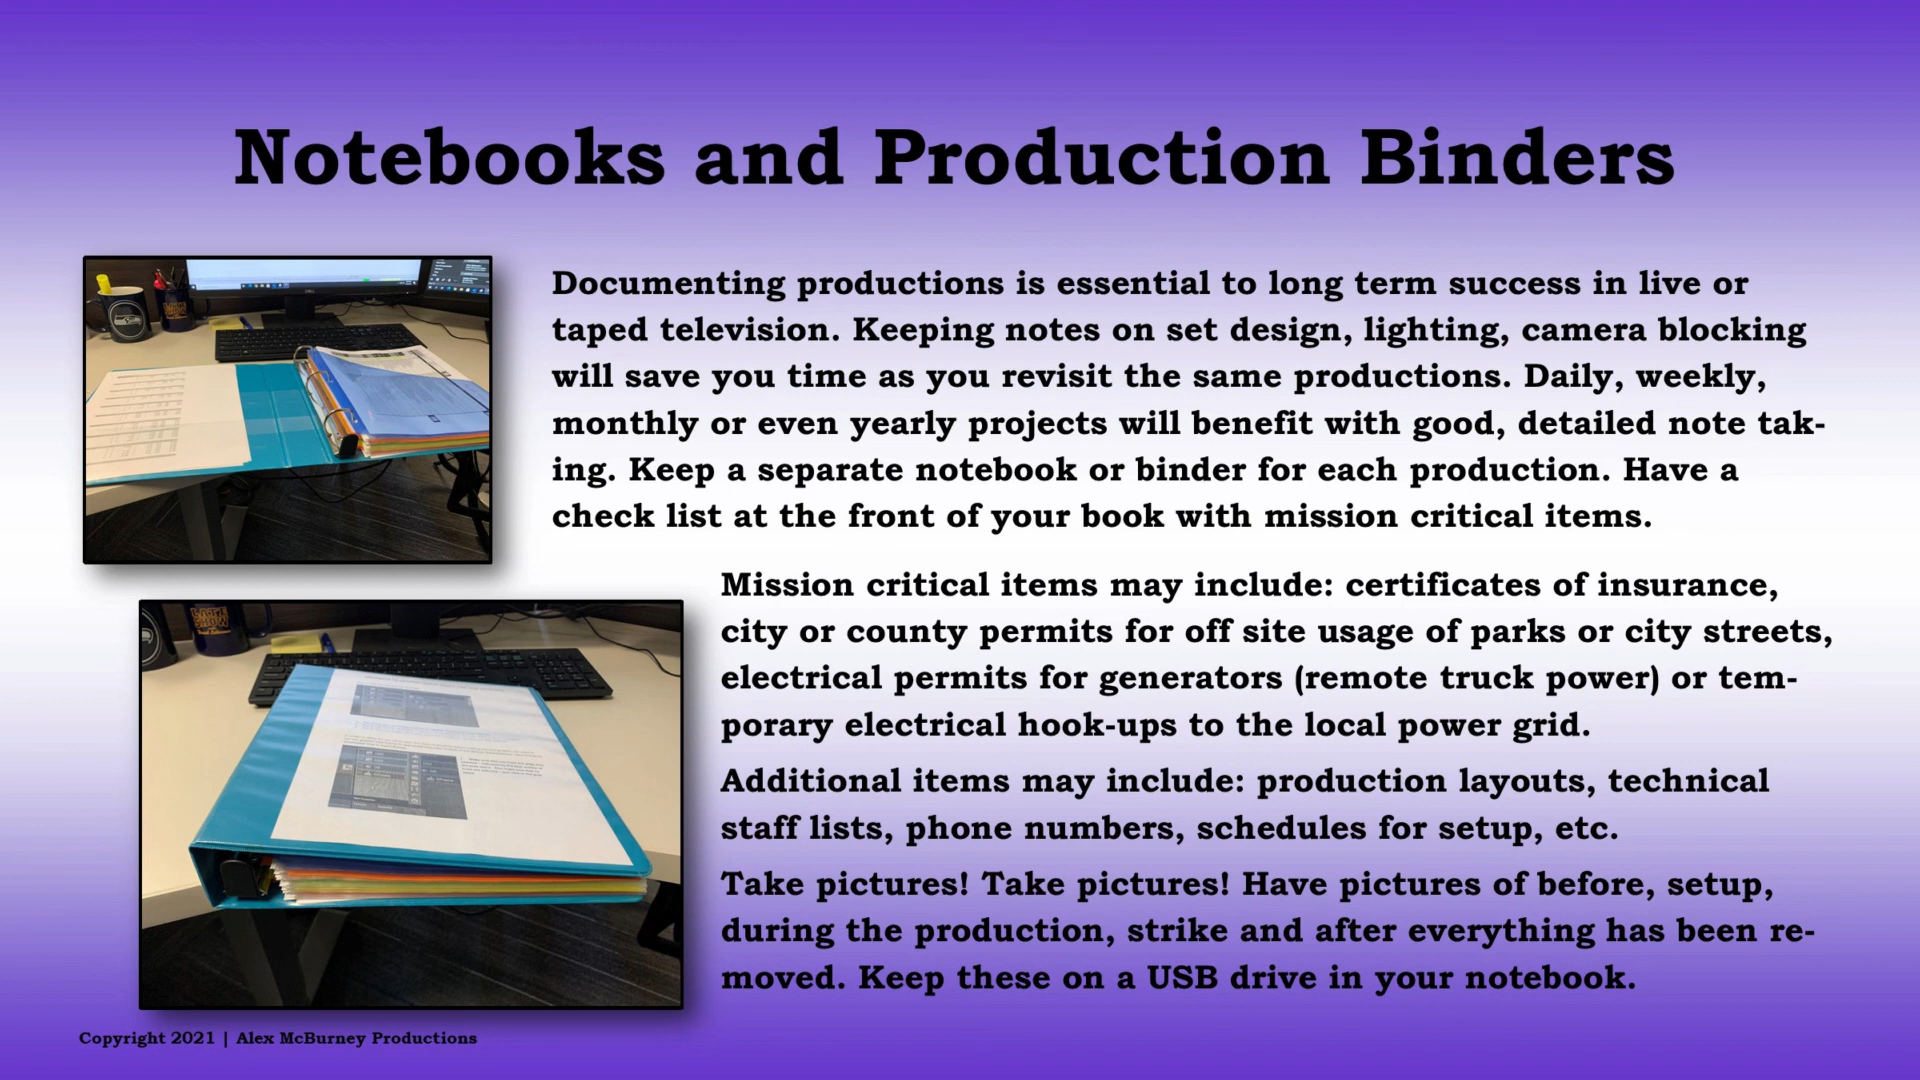 Notebooks and Production Binders
Documenting productions is essential to long term success in live or
taped television. Keeping notes on set design, lighting, camera blocking
will save you time as you revisit the same productions. Daily, weekly,
monthly or even yearly projects will benefit with good, detailed note tak-
ing. Keep a separate notebook or binder for each production. Have a
check list at the front of your book with mission critical items.
Mission critical items may include: certificates of insurance,
city or county permits for off site usage of parks or city streets,
electrical permits for generators (remote truck power) or tem-
porary electrical hook-ups to the local power grid.
Additional items may include: production layouts, technical
staff lists, phone numbers, schedules for setup, etc.
Take pictures! Take pictures! Have pictures of before, setup,
during the production, strike and after everything has been re-
moved. Keep these on a USB drive in your notebook.
LATE
SHOW
Copyright 2021 | Alex McBurney Productions